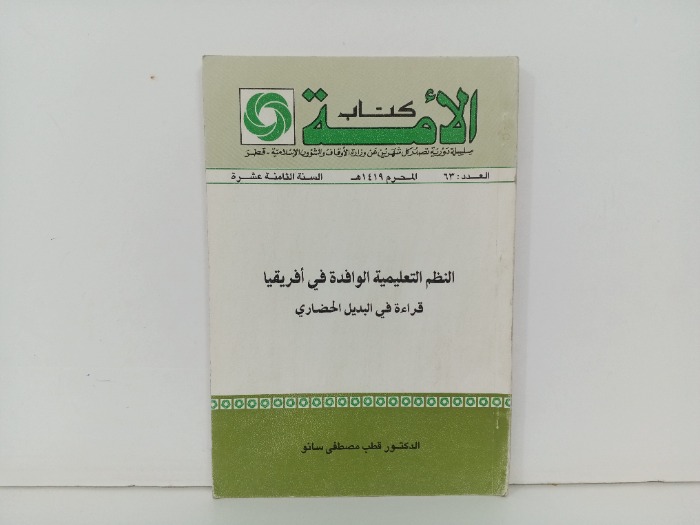 كتاب
الأمة
سلسلة دورية تصدر كل شهرين عن وزارة الأوقاف والشؤون الإسلامية - قطر
العدد: ٦٣ المحرم ١٤١٩هـ السنة الثامنة عشرة
النظم التعليمية الوافدة في أفريقيا
قراءة في البديل الحضاري
الدكتور قطب مصطفى سانو